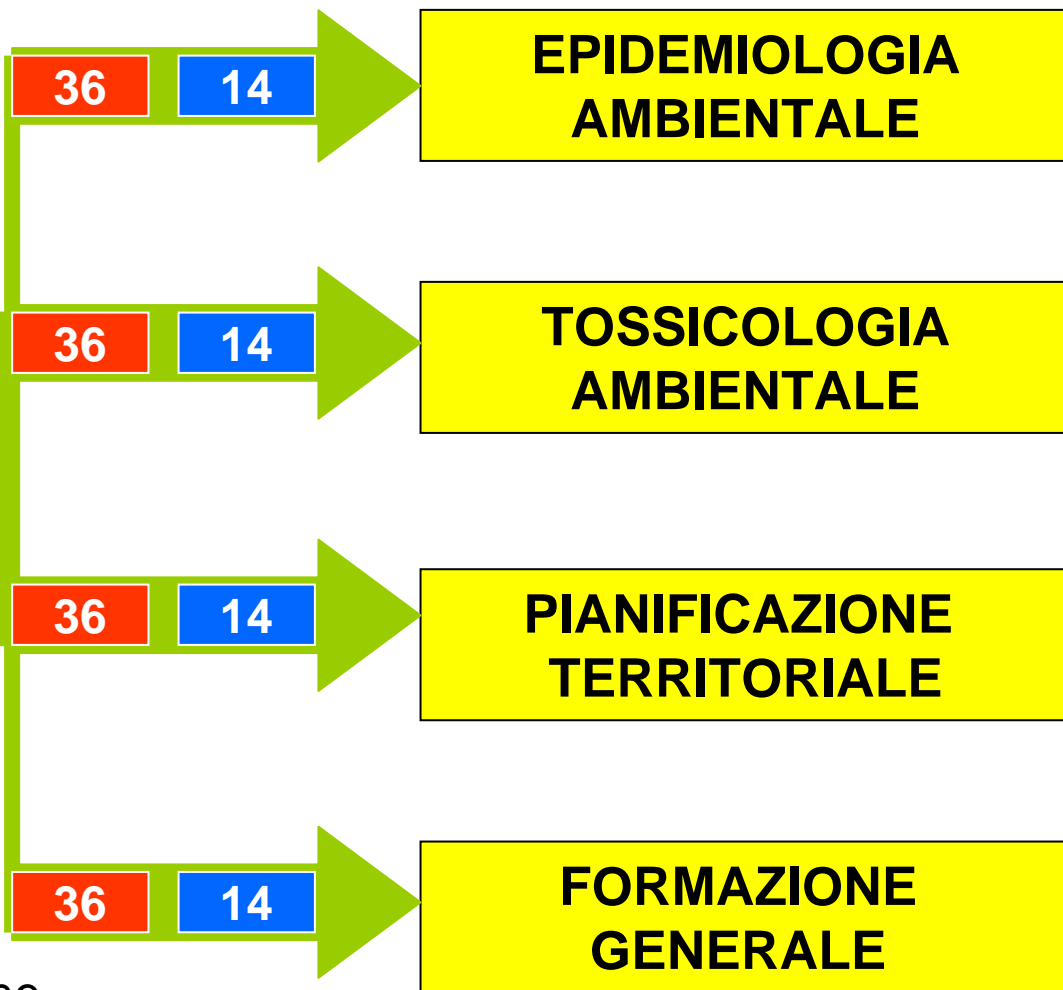 36 14 EPIDEMIOLOGIA
AMBIENTALE
36 14 TOSSICOLOGIA
AMBIENTALE
36 14 PIANIFICAZIONE
TERRITORIALE
36 14 FORMAZIONE
GENERALE